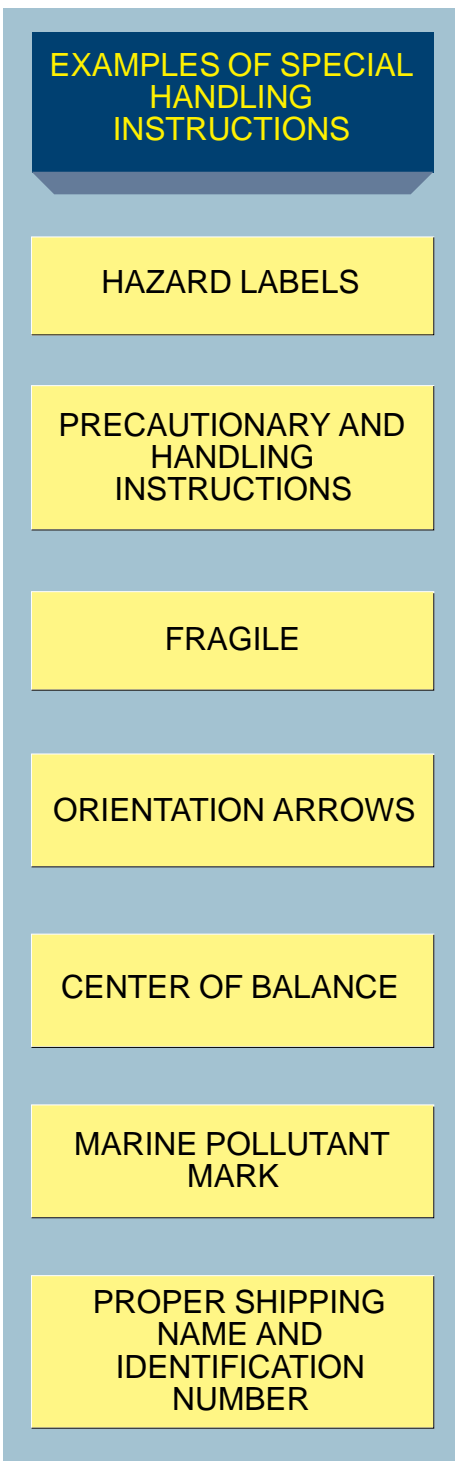 EXAMPLES OF SPECIAL
HANDLING
INSTRUCTIONS
HAZARD LABELS
PRECAUTIONARY AND
HANDLING
INSTRUCTIONS
FRAGILE
ORIENTATION ARROWS
CENTER OF BALANCE
MARINE POLLUTANT
MARK
PROPER SHIPPING
NAME AND
IDENTIFICATION
NUMBER